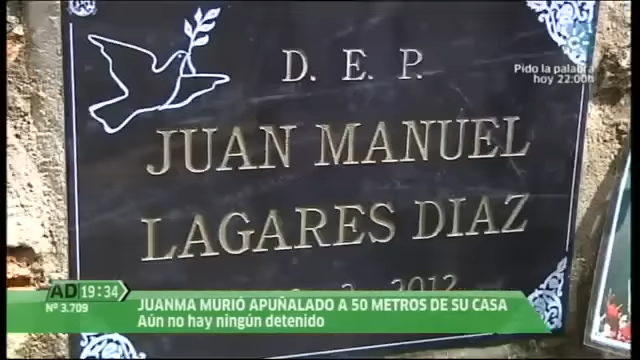 Pido la palabra
hoy 22:00h
D. E. P.
JUAN MANUEL
LAGARES DIAZ
2012
AD 19:34
Nº 3.709
JUANMA MURIÓ APUÑALADO A 50 METROS DE SU CASA
Aún no hay ningún detenido